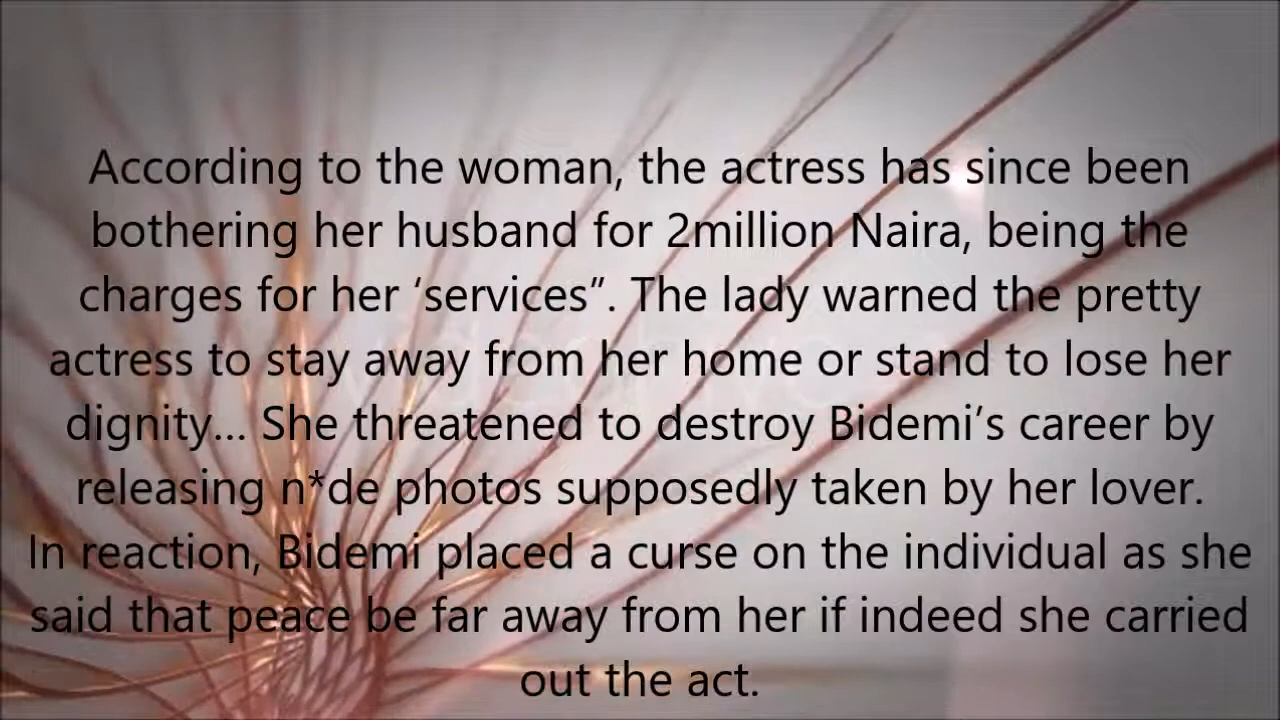 According to the woman, the actress has since been
bothering her husband for 2million Naira, being the
charges for her ‘services”. The lady warned the pretty
actress to stay away from her home or stand to lose her
dignity... She threatened to destroy Bidemi’s career by
releasing n*de photos supposedly taken by her lover.
In reaction, Bidemi placed a curse on the individual as she
said that peace be far away from her if indeed she carried
out the act.